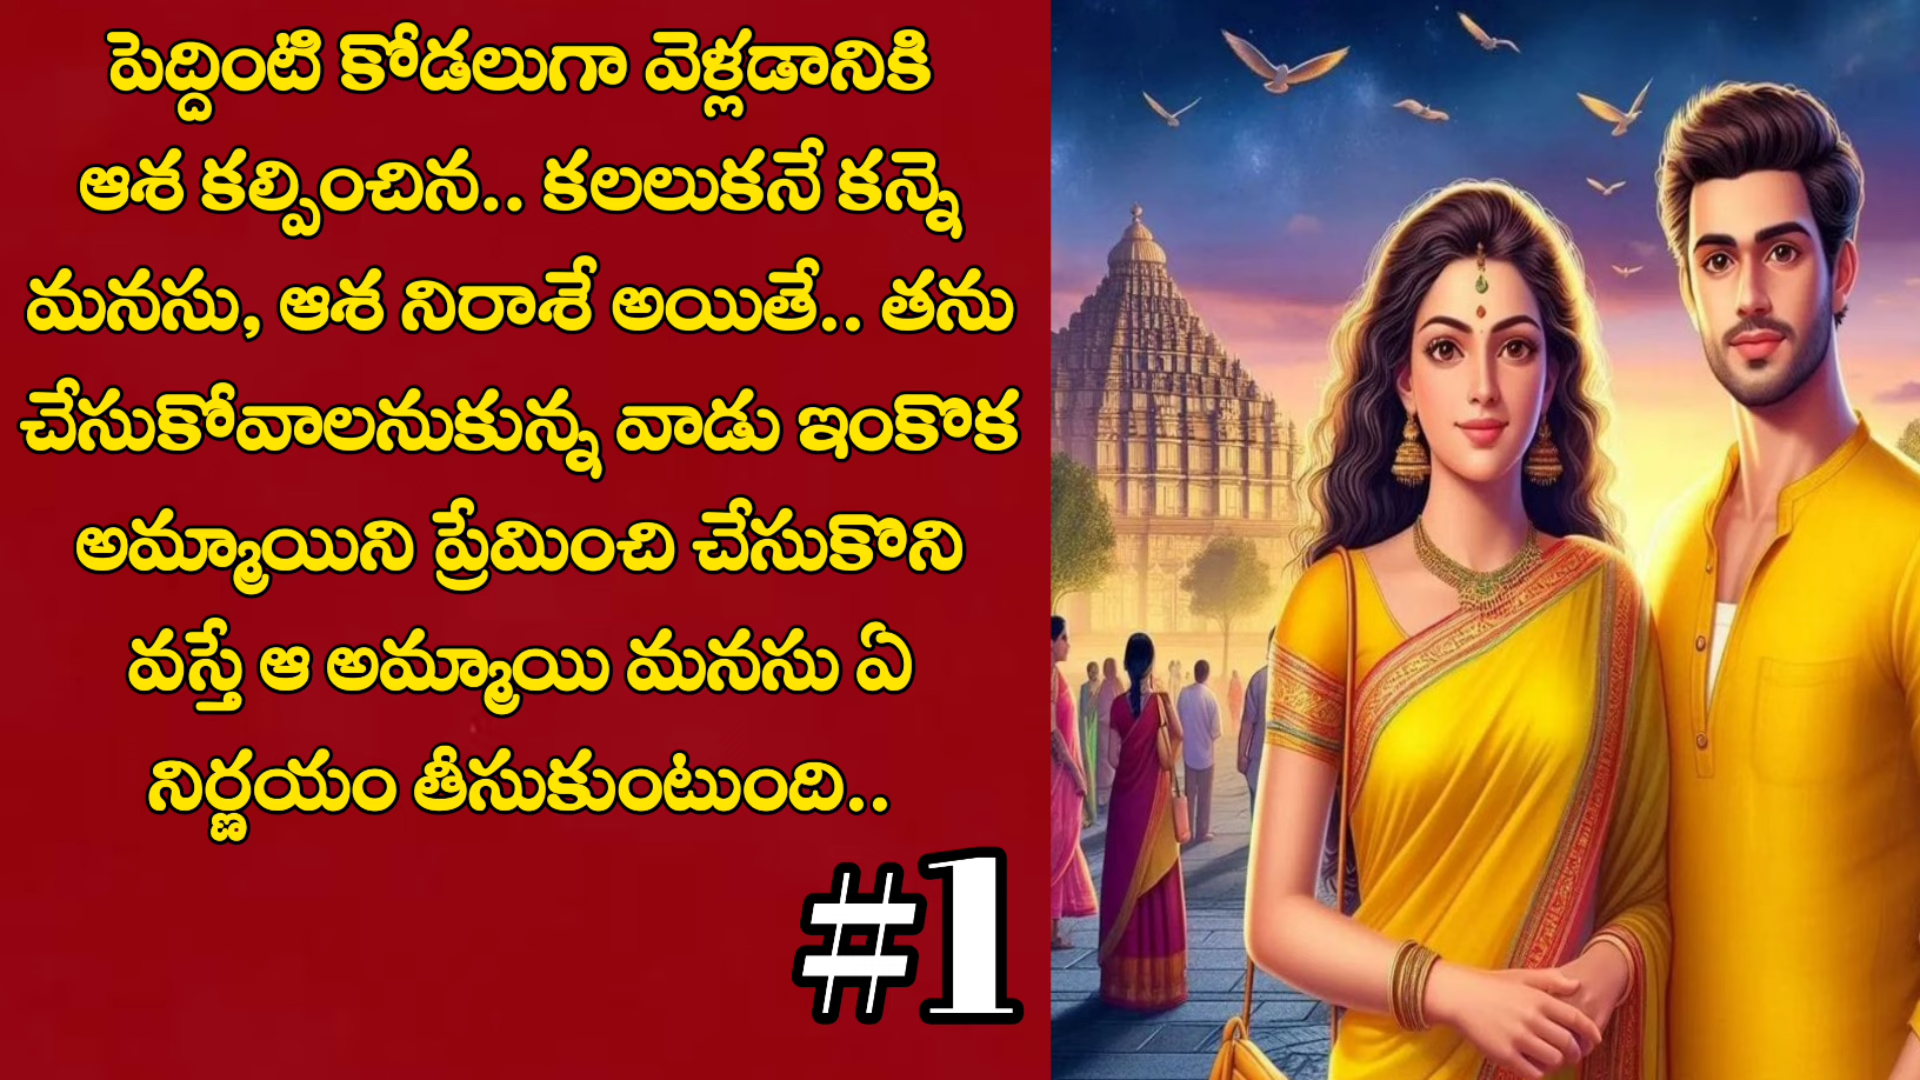 పెద్దింటి కోడలుగా వెళ్లడానికి
ఆశ కల్పించిన.. కలలుకనే కన్నె
మనసు, ఆశ నిరాశే అయితే.. తను
చేసుకోవాలనుకున్న వాడు ఇంకొక
అమ్మాయిని ప్రేమించి చేసుకొని
వస్తే ఆ అమ్మాయి మనసు ఏ
నిర్ణయం తీసుకుంటుంది..
#1